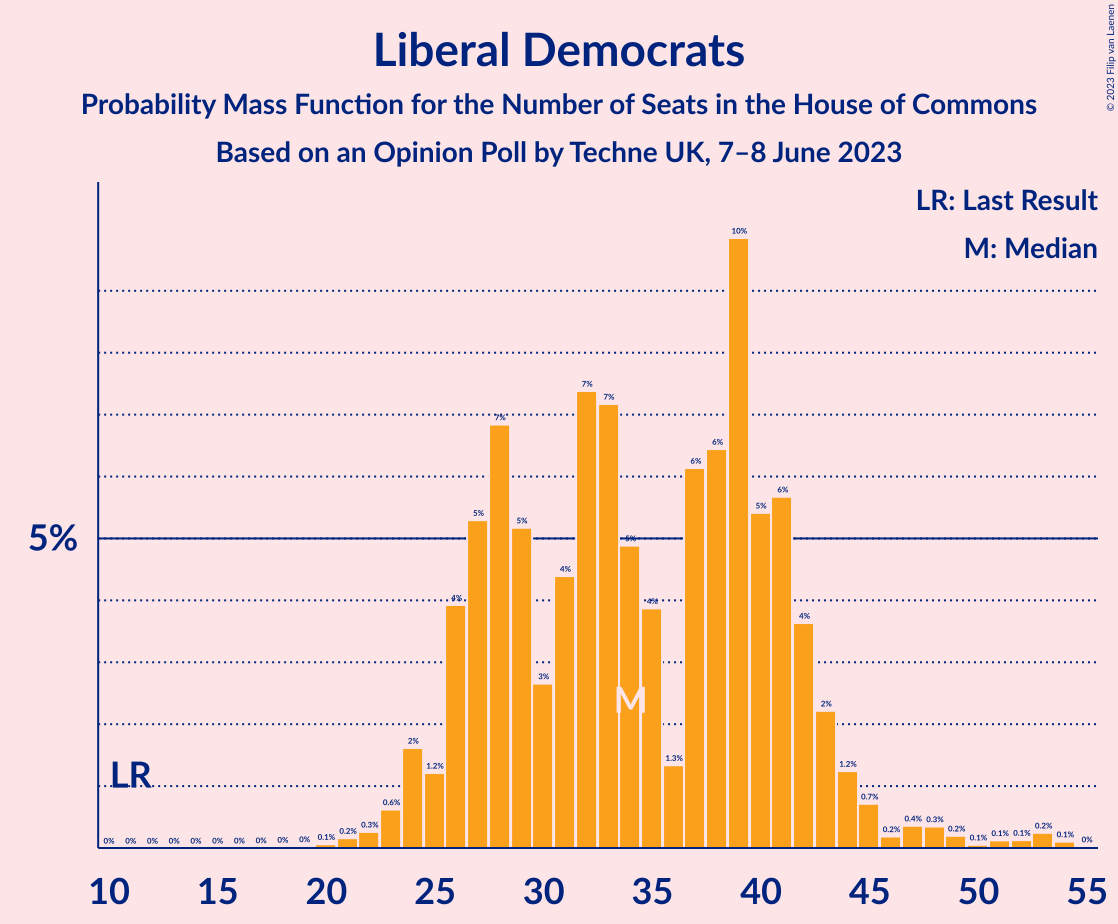 Liberal Democrats
Probability Mass Function for the Number of Seats in the House of Commons
Based on an Opinion Poll by Techne UK, 7–8 June 2023
© 2023 Filip van Laenen
LR: Last Result
M: Median
5%
LR
M
0% 0% 0% 0% 0% 0% 0% 0% 0% 0% 0.1% 0.2% 0.3% 0.6% 2% 1.2% 4% 5% 7% 5% 3% 4% 7% 7% 5% 4% 1.3% 6% 6% 10% 5% 6% 4% 2% 1.2% 0.7% 0.2% 0.4% 0.3% 0.2% 0.1% 0.1% 0.1% 0.2% 0.1% 0%
10 15 20 25 30 35 40 45 50 55